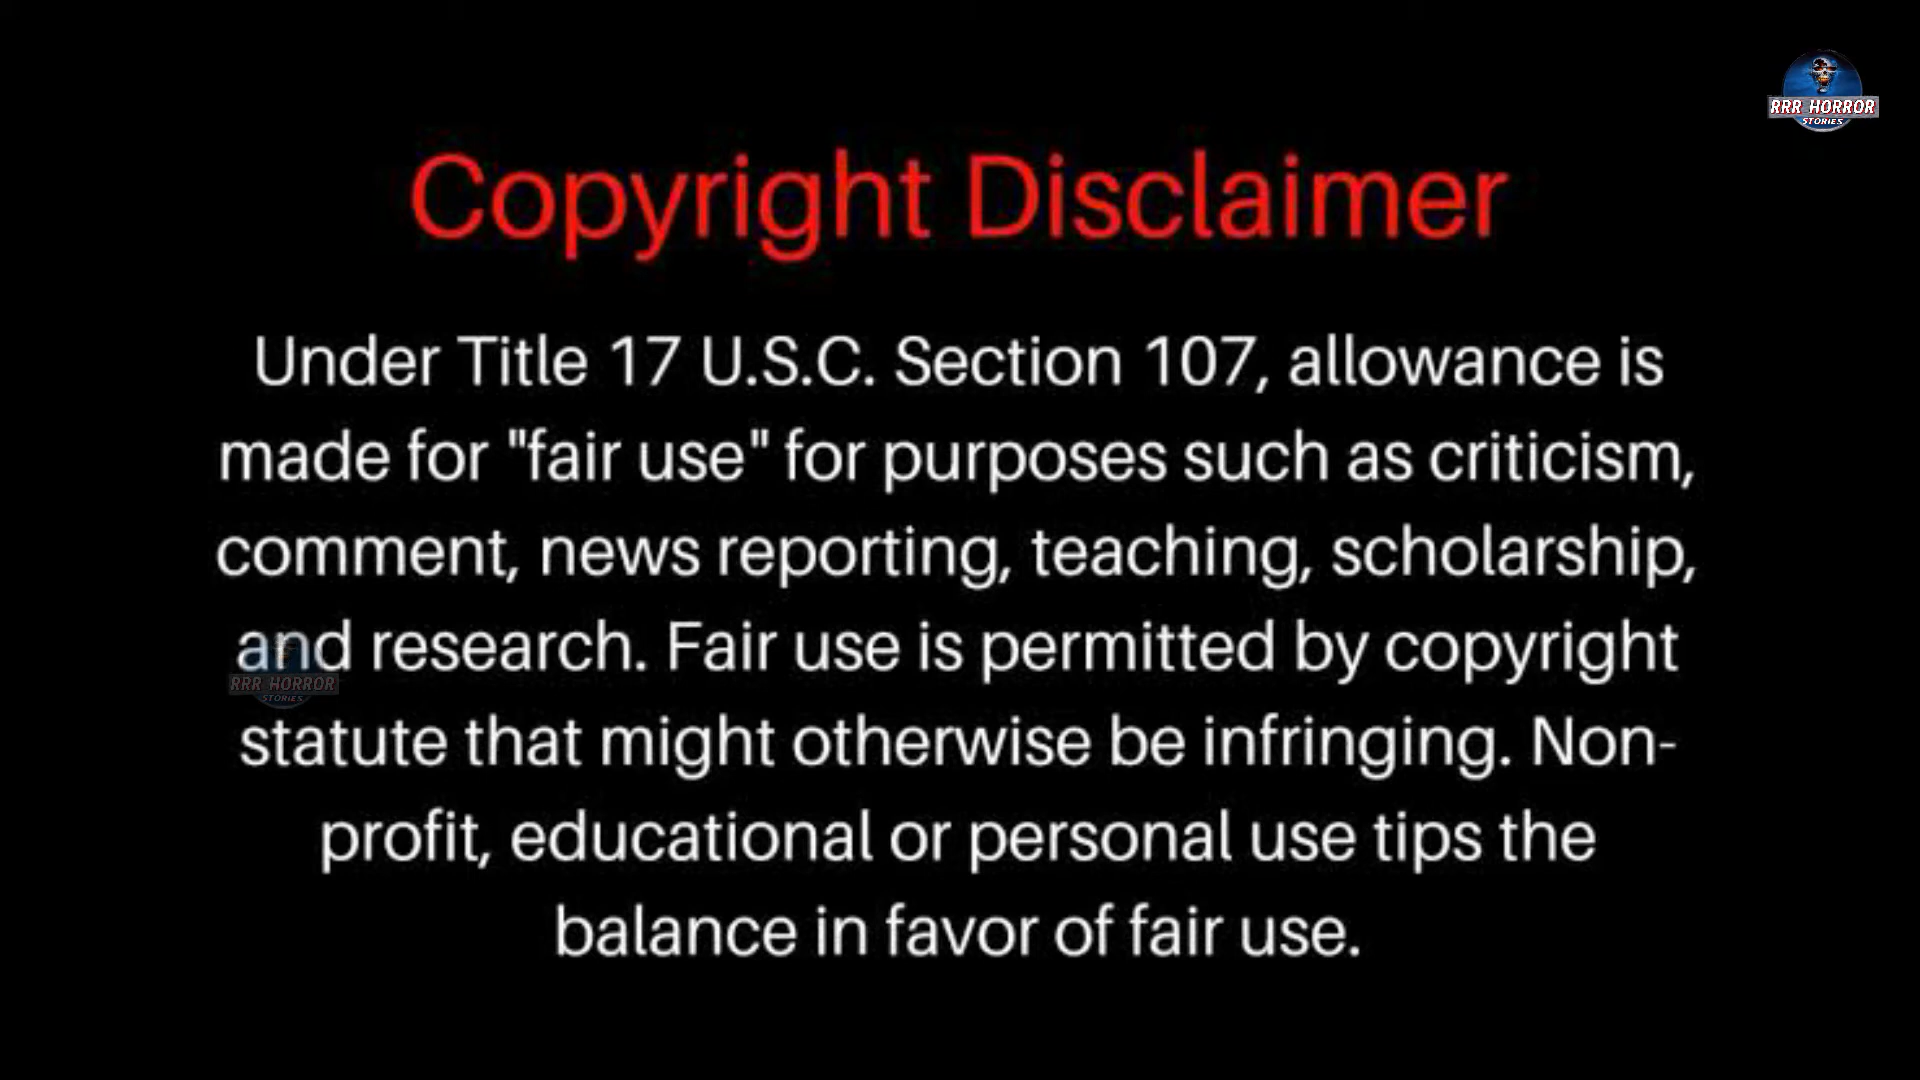 RRR HORROR
STORIES
Copyright Disclaimer
Under Title 17 U.S.C. Section 107, allowance is
made for "fair use" for purposes such as criticism,
comment, news reporting, teaching, scholarship,
and research. Fair use is permitted by copyright
RRR HORROR
STORIES
statute that might otherwise be infringing. Non-
profit, educational or personal use tips the
balance in favor of fair use.